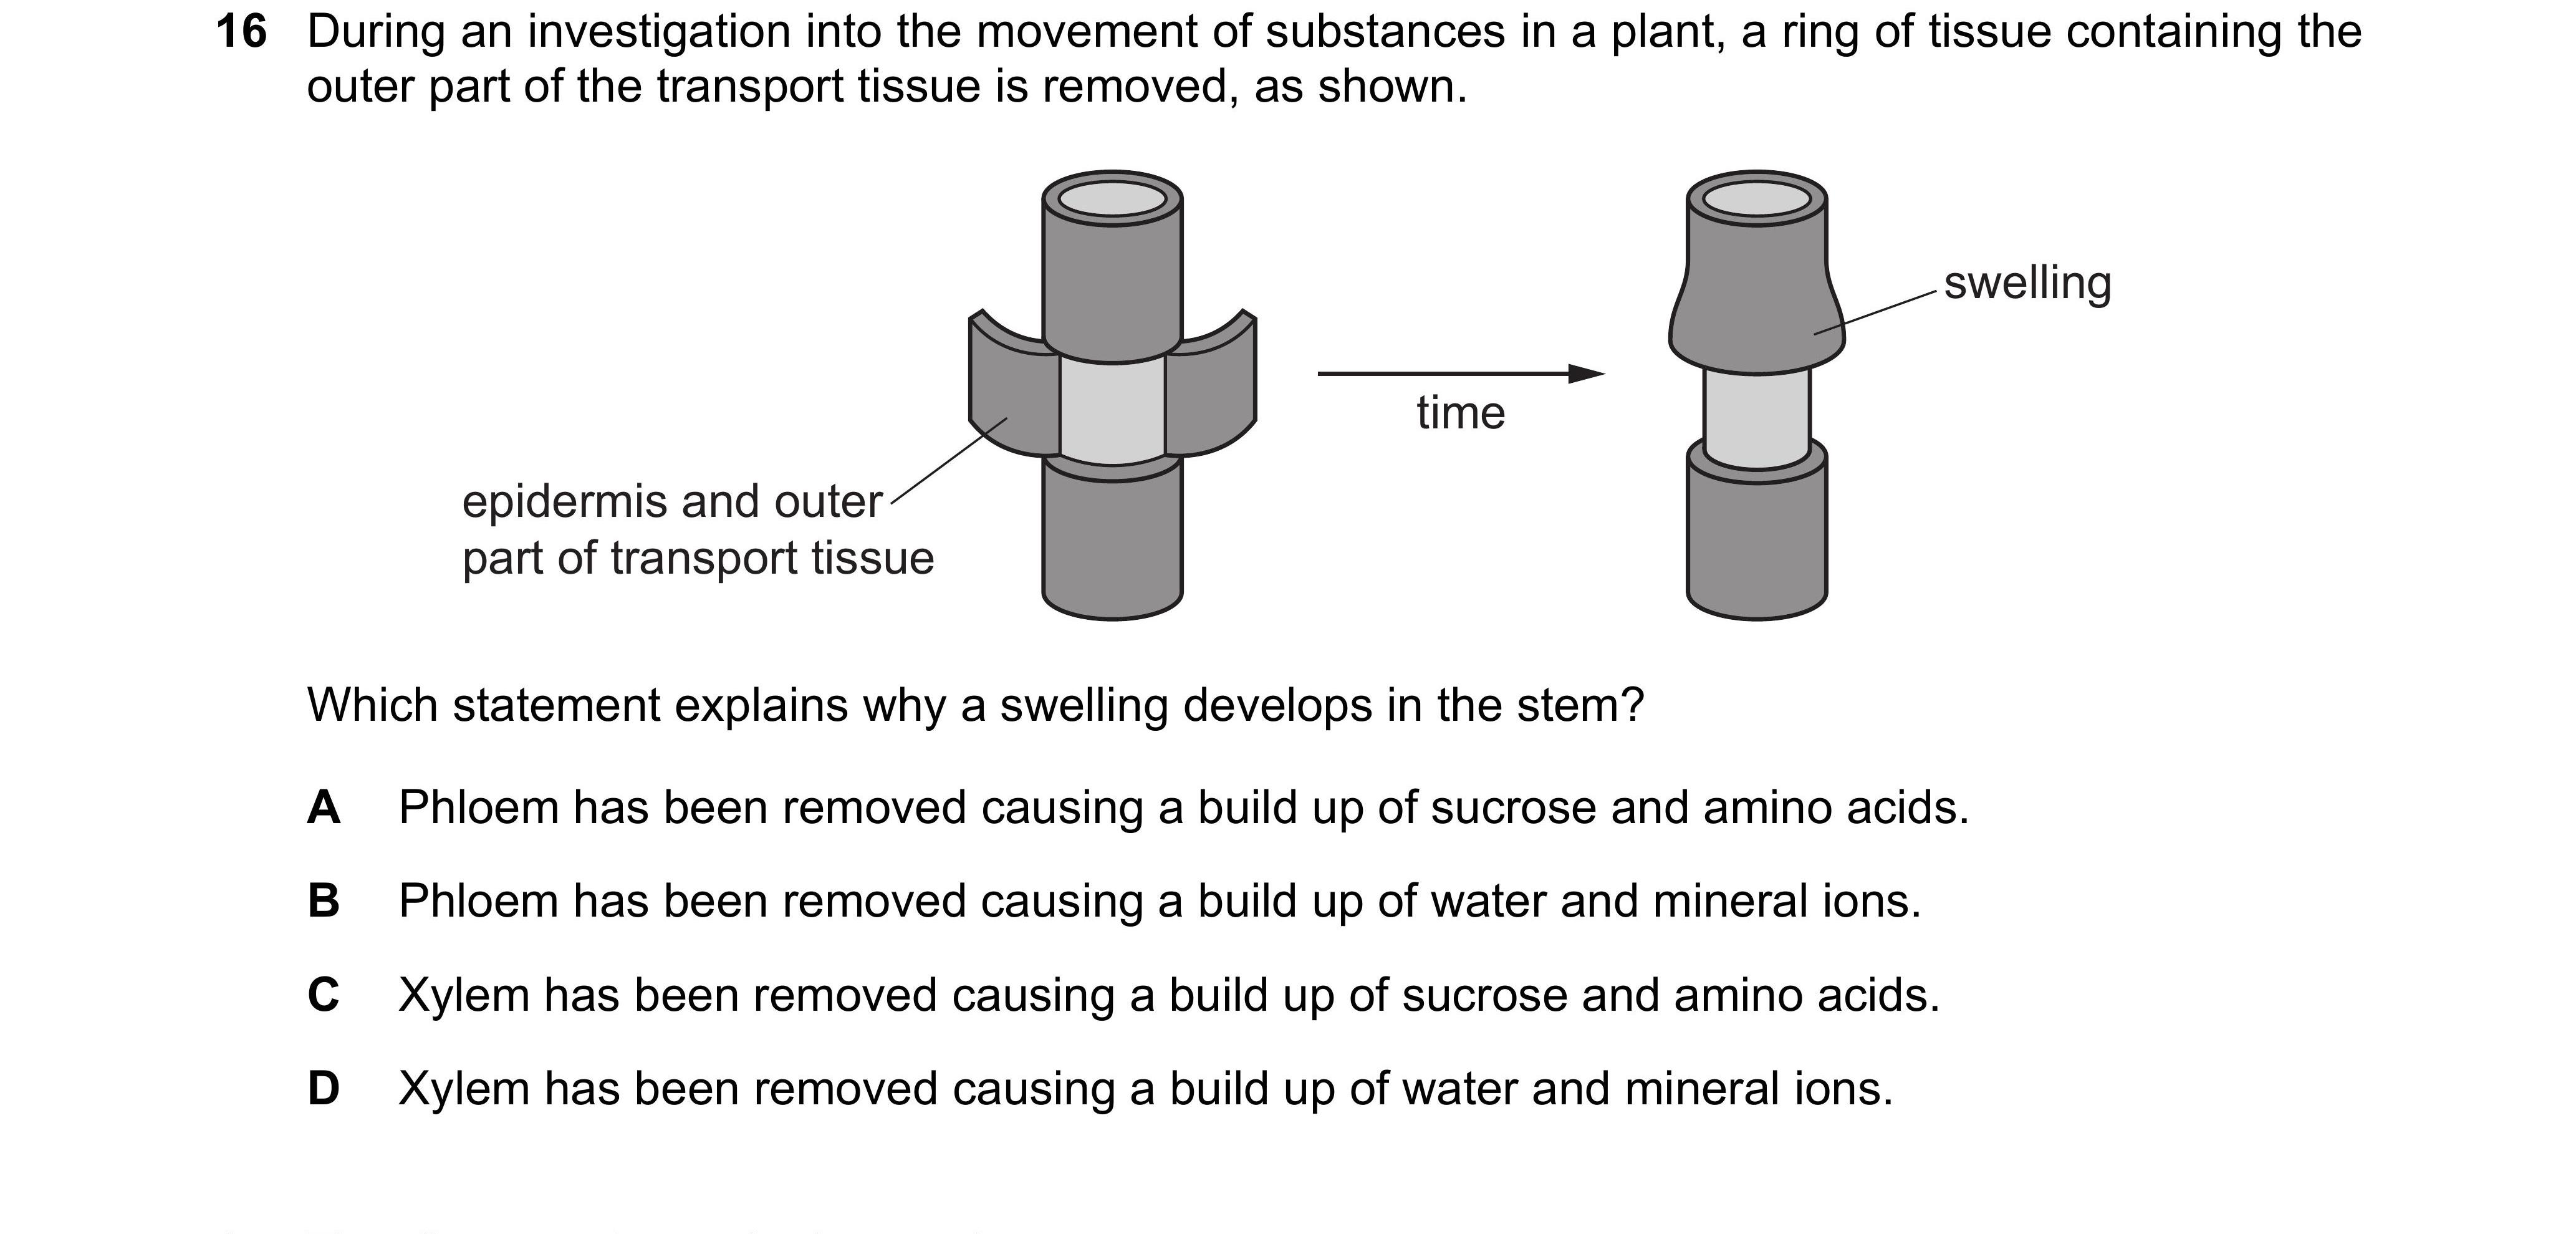 16 During an investigation into the movement of substances in a plant, a ring of tissue containing the
outer part of the transport tissue is removed, as shown.
swelling
time
epidermis and outer
part of transport tissue
Which statement explains why a swelling develops in the stem?
A Phloem has been removed causing a build up of sucrose and amino acids.
B Phloem has been removed causing a build up of water and mineral ions.
C Xylem has been removed causing a build up of sucrose and amino acids.
D Xylem has been removed causing a build up of water and mineral ions.